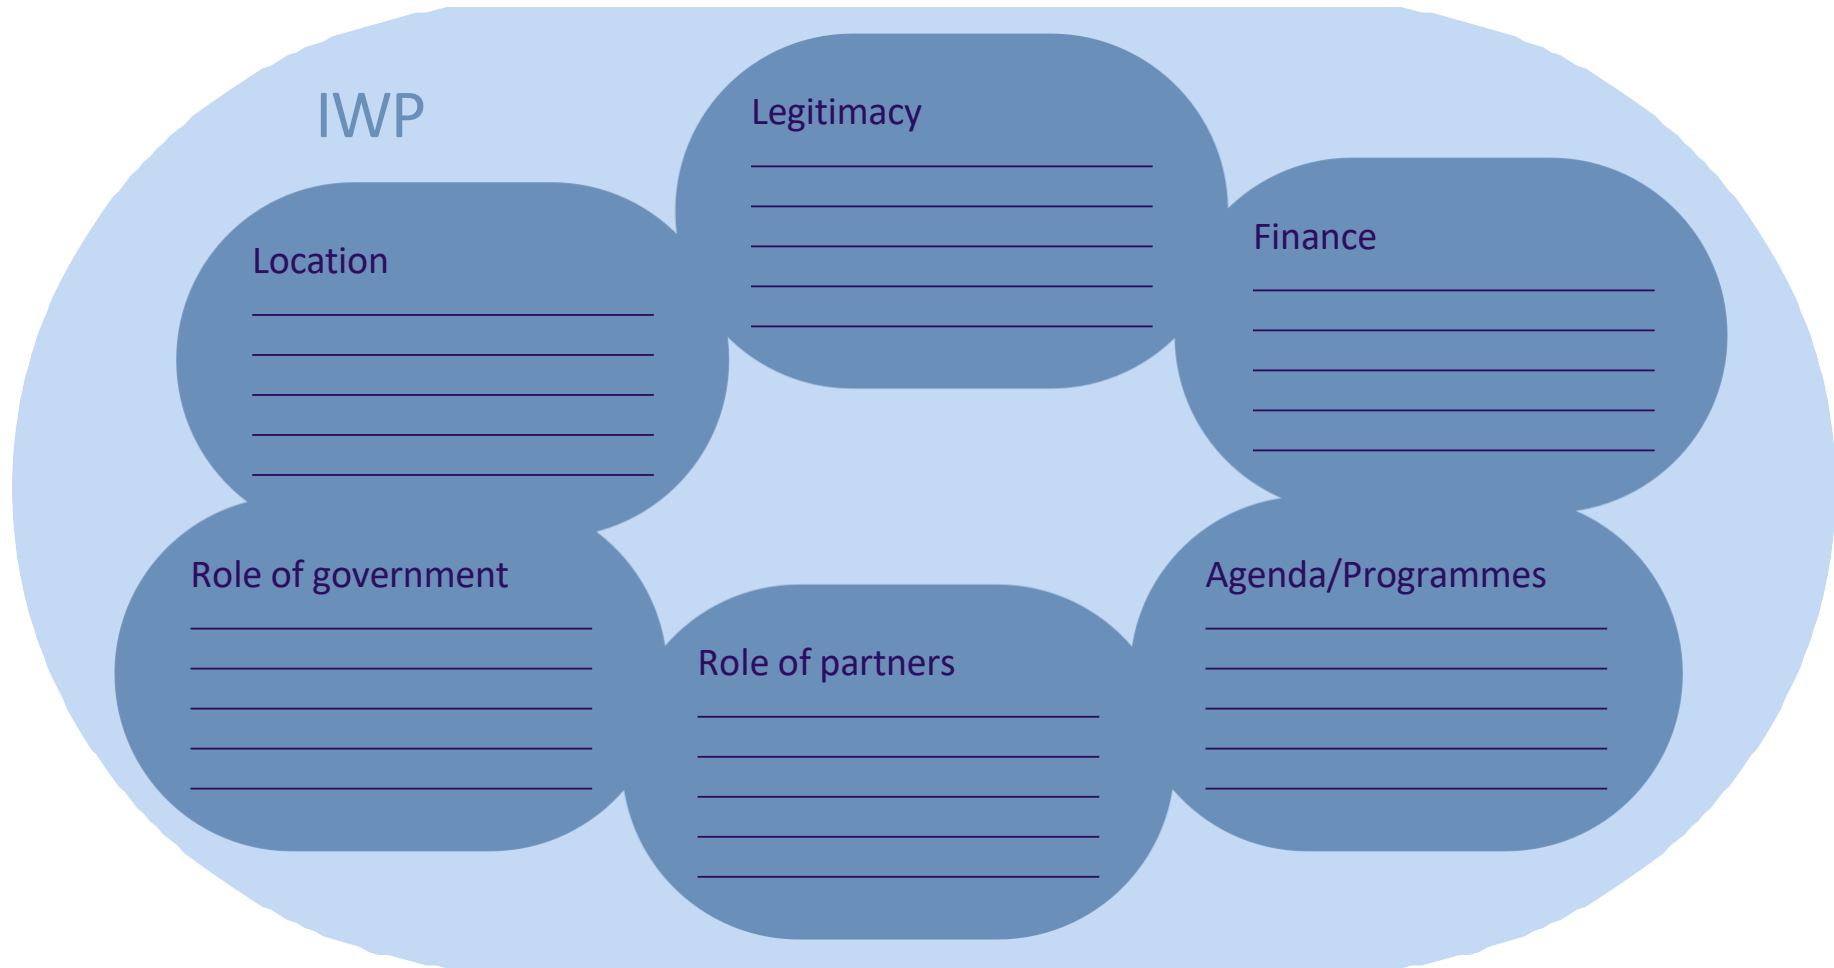 IWP
Legitimacy
Finance
Location
Role of government
Agenda/Programmes
Role of partners